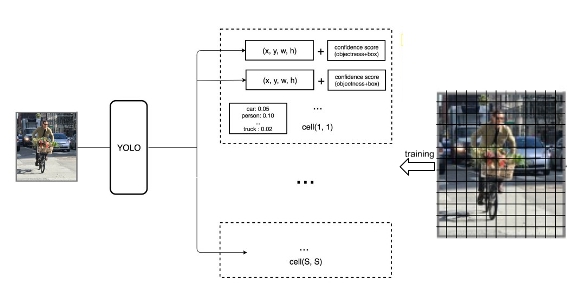 YOLO
(x, y, w, h)
+
confidence score
(objectness+box)
(x, y, w, h)
+
confidence score
(objectness+box)
car: 0.05
person: 0.10
...
truck : 0.02
...
cell(1, 1)
...
...
cell(S, S)
training